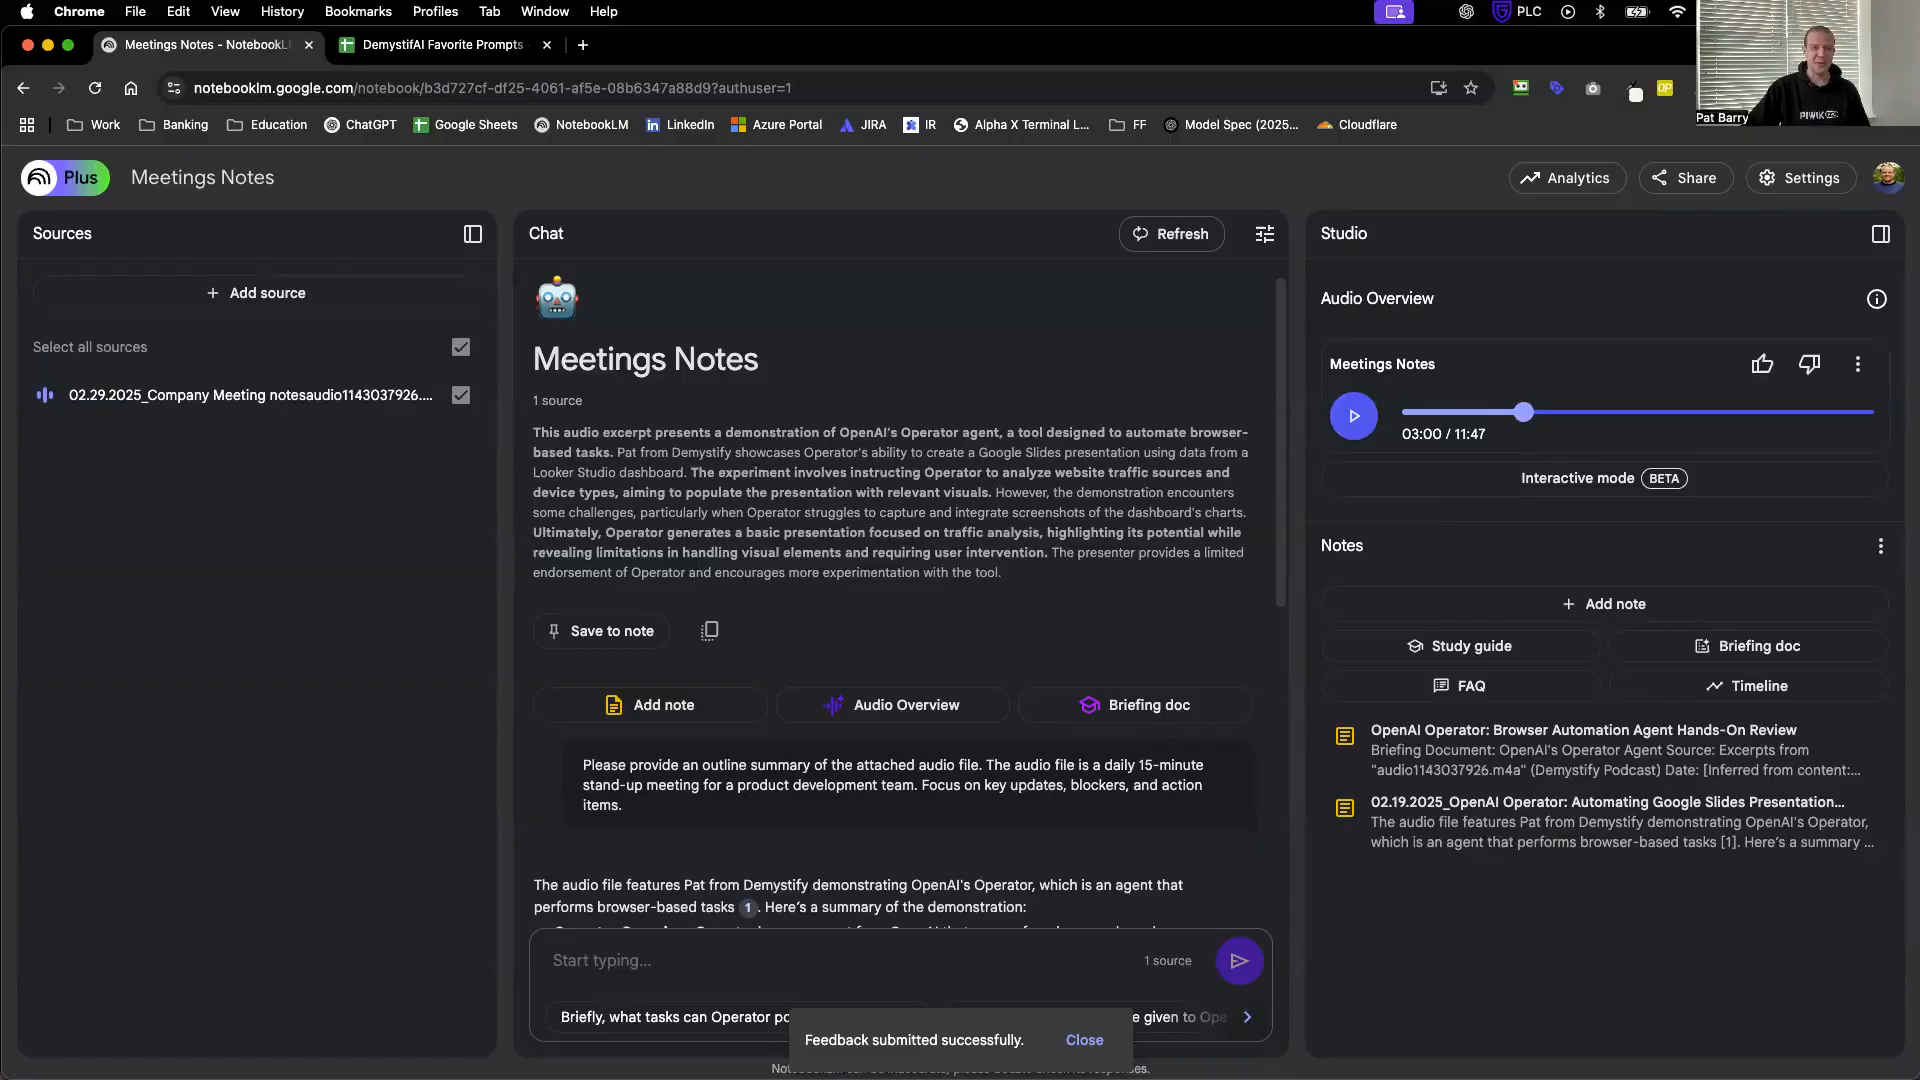 Chrome File Edit View History Bookmarks Profiles Tab Window Help PLC
Meetings Notes - NotebookL DemystifAI Favorite Prompts
notebooklm.google.com/notebook/b3d727cf-df25-4061-af5e-08b6347a88d9?authuser=1
Work Banking Education ChatGPT Google Sheets NotebookLM LinkedIn Azure Portal JIRA IR Alpha X Terminal L... FF Model Spec (2025... Cloudflare
PIWIK
Pat Barry
Plus Meetings Notes Analytics Share Settings
Sources
Add source
Select all sources
02.29.2025_Company Meeting notesaudio1143037926....
Chat Refresh
Meetings Notes
1 source
This audio excerpt presents a demonstration of OpenAI's Operator agent, a tool designed to automate browser-
based tasks. Pat from Demystify showcases Operator's ability to create a Google Slides presentation using data from a
Looker Studio dashboard. The experiment involves instructing Operator to analyze website traffic sources and
device types, aiming to populate the presentation with relevant visuals. However, the demonstration encounters
some challenges, particularly when Operator struggles to capture and integrate screenshots of the dashboard's charts.
Ultimately, Operator generates a basic presentation focused on traffic analysis, highlighting its potential while
revealing limitations in handling visual elements and requiring user intervention. The presenter provides a limited
endorsement of Operator and encourages more experimentation with the tool.
Save to note
Add note Audio Overview Briefing doc
Please provide an outline summary of the attached audio file. The audio file is a daily 15-minute
stand-up meeting for a product development team. Focus on key updates, blockers, and action
items.
The audio file features Pat from Demystify demonstrating OpenAI's Operator, which is an agent that
performs browser-based tasks 1. Here's a summary of the demonstration:
Start typing... 1 source
Briefly, what tasks can Operator e given to Ope
Feedback submitted successfully. Close
Studio
Audio Overview
Meetings Notes
03:00 / 11:47
Interactive mode BETA
Notes
Add note
Study guide Briefing doc
FAQ Timeline
OpenAI Operator: Browser Automation Agent Hands-On Review
Briefing Document: OpenAI's Operator Agent Source: Excerpts from
"audio1143037926.m4a" (Demystify Podcast) Date: [Inferred from content:...
02.19.2025_OpenAI Operator: Automating Google Slides Presentation...
The audio file features Pat from Demystify demonstrating OpenAI's Operator,
which is an agent that performs browser-based tasks [1]. Here's a summary ...